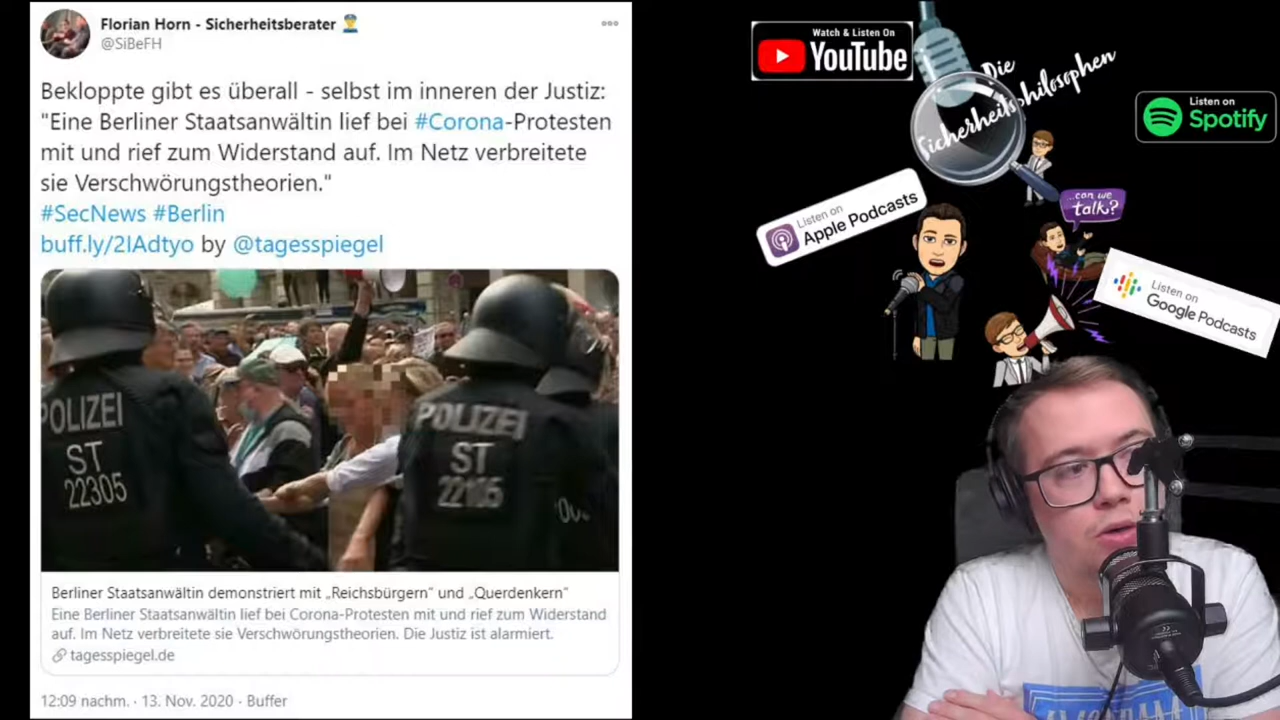 Florian Horn - Sicherheitsberater
@SiBeFH
Bekloppte gibt es überall - selbst im inneren der Justiz:
"Eine Berliner Staatsanwältin lief bei #Corona-Protesten
mit und rief zum Widerstand auf. Im Netz verbreitete
sie Verschwörungstheorien."
#SecNews #Berlin
buff.ly/2IAdtyo by @tagesspiegel
POLIZEI
ST
22305
POLIZEI
ST
22105
Berliner Staatsanwältin demonstriert mit „Reichsbürgern“ und „Querdenkern“
Eine Berliner Staatsanwältin lief bei Corona-Protesten mit und rief zum Widerstand
auf. Im Netz verbreitete sie Verschwörungstheorien. Die Justiz ist alarmiert.
tagesspiegel.de
12:09 nachm. · 13. Nov. 2020 · Buffer
Watch & Listen On
YouTube
Die
Sicherheitsphilosophen
Listen on
Spotify
Listen on
Apple Podcasts
...can we
talk?
Listen on
Google Podcasts